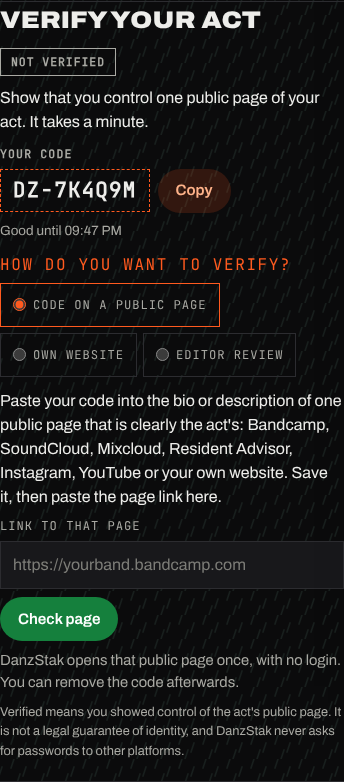 VERIFY YOUR ACT
NOT VERIFIED
Show that you control one public page of your
act. It takes a minute.
YOUR CODE
DZ-7K4Q9M
Copy
Good until 09:47 PM
HOW DO YOU WANT TO VERIFY?
CODE ON A PUBLIC PAGE
OWN WEBSITE
EDITOR REVIEW
Paste your code into the bio or description of one
public page that is clearly the act's: Bandcamp,
SoundCloud, Mixcloud, Resident Advisor,
Instagram, YouTube or your own website. Save
it, then paste the page link here.
LINK TO THAT PAGE
https://yourband.bandcamp.com
Check page
DanzStak opens that public page once, with no login.
You can remove the code afterwards.
Verified means you showed control of the act's public page. It
is not a legal guarantee of identity, and DanzStak never asks
for passwords to other platforms.